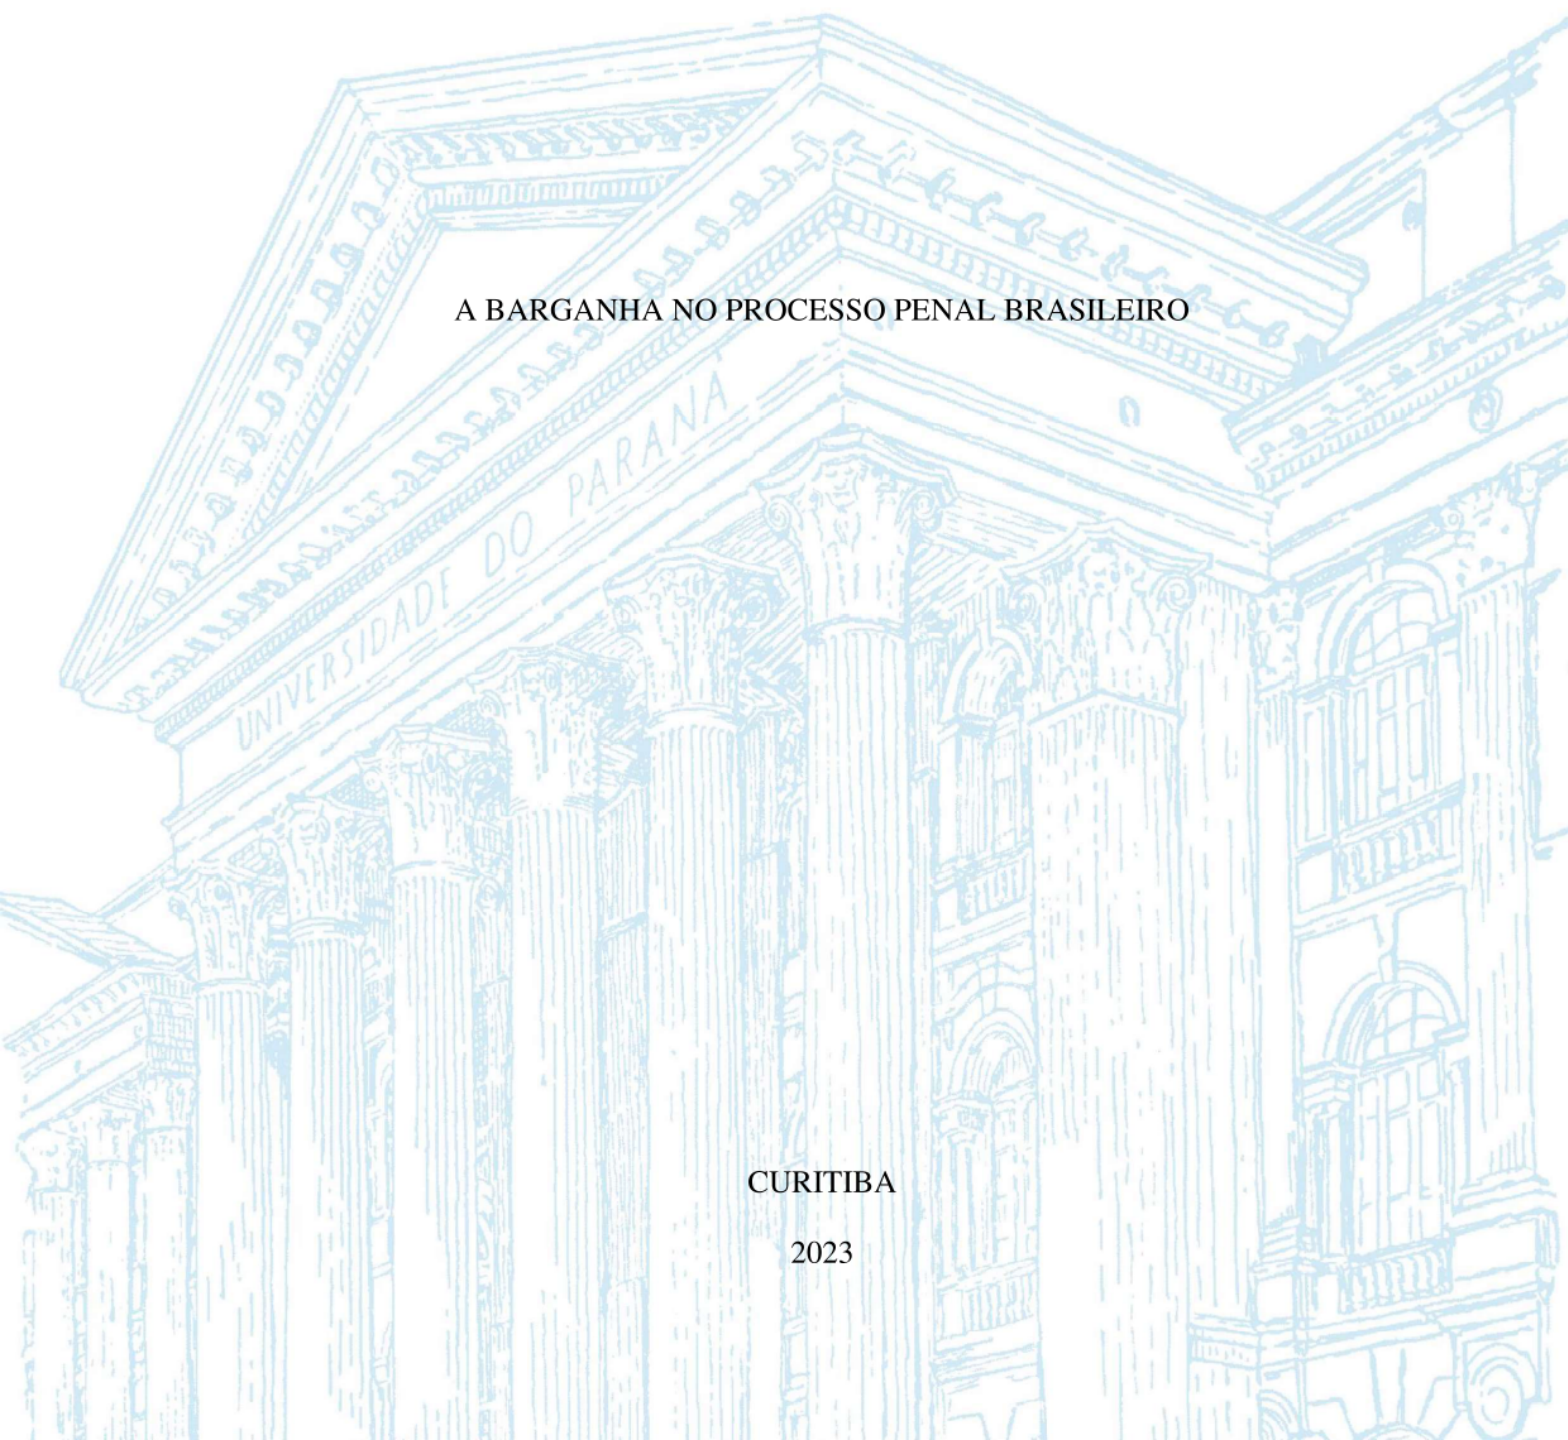 A BARGANHA NO PROCESSO PENAL BRASILEIRO
UNIVERSIDADE DO PARANÁ
CURITIBA
2023